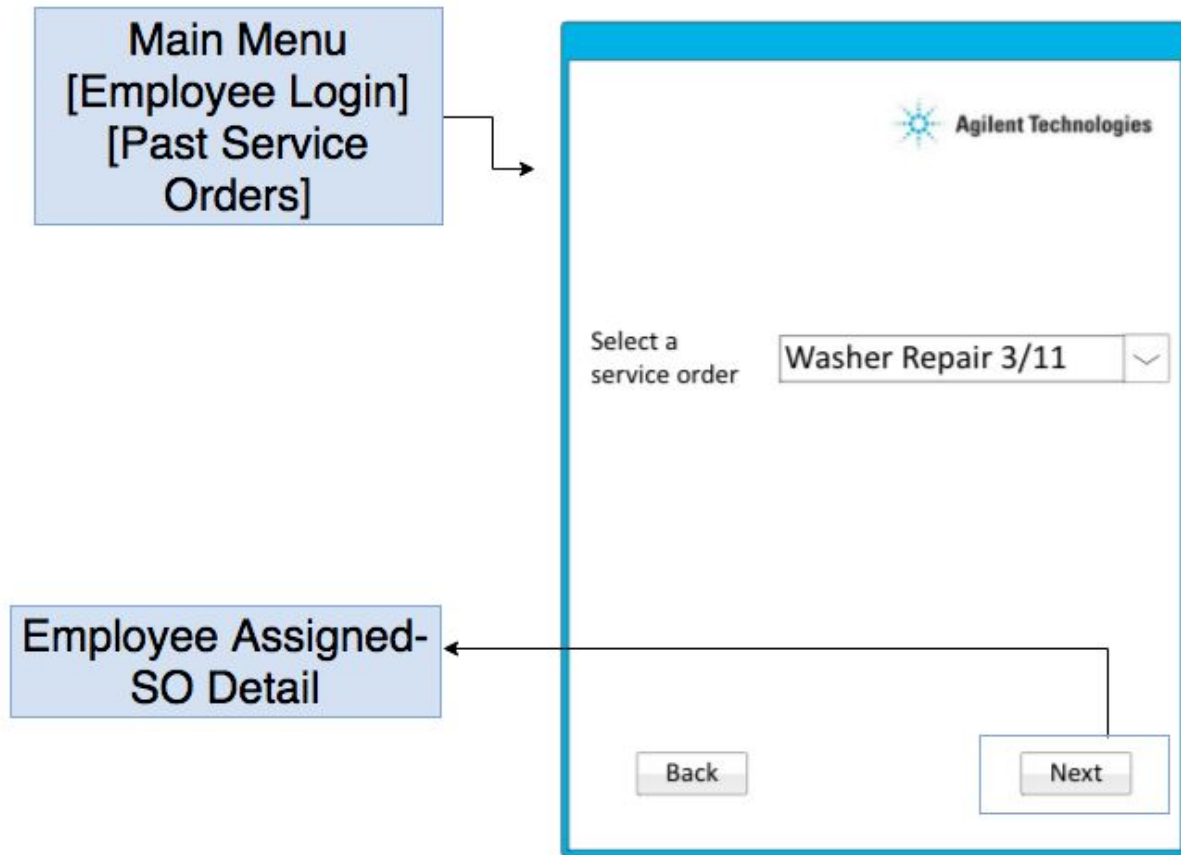 Main Menu
[Employee Login]
[Past Service
Orders]
Agilent Technologies
Select a
service order
Washer Repair 3/11
Employee Assigned-
SO Detail
Back
Next